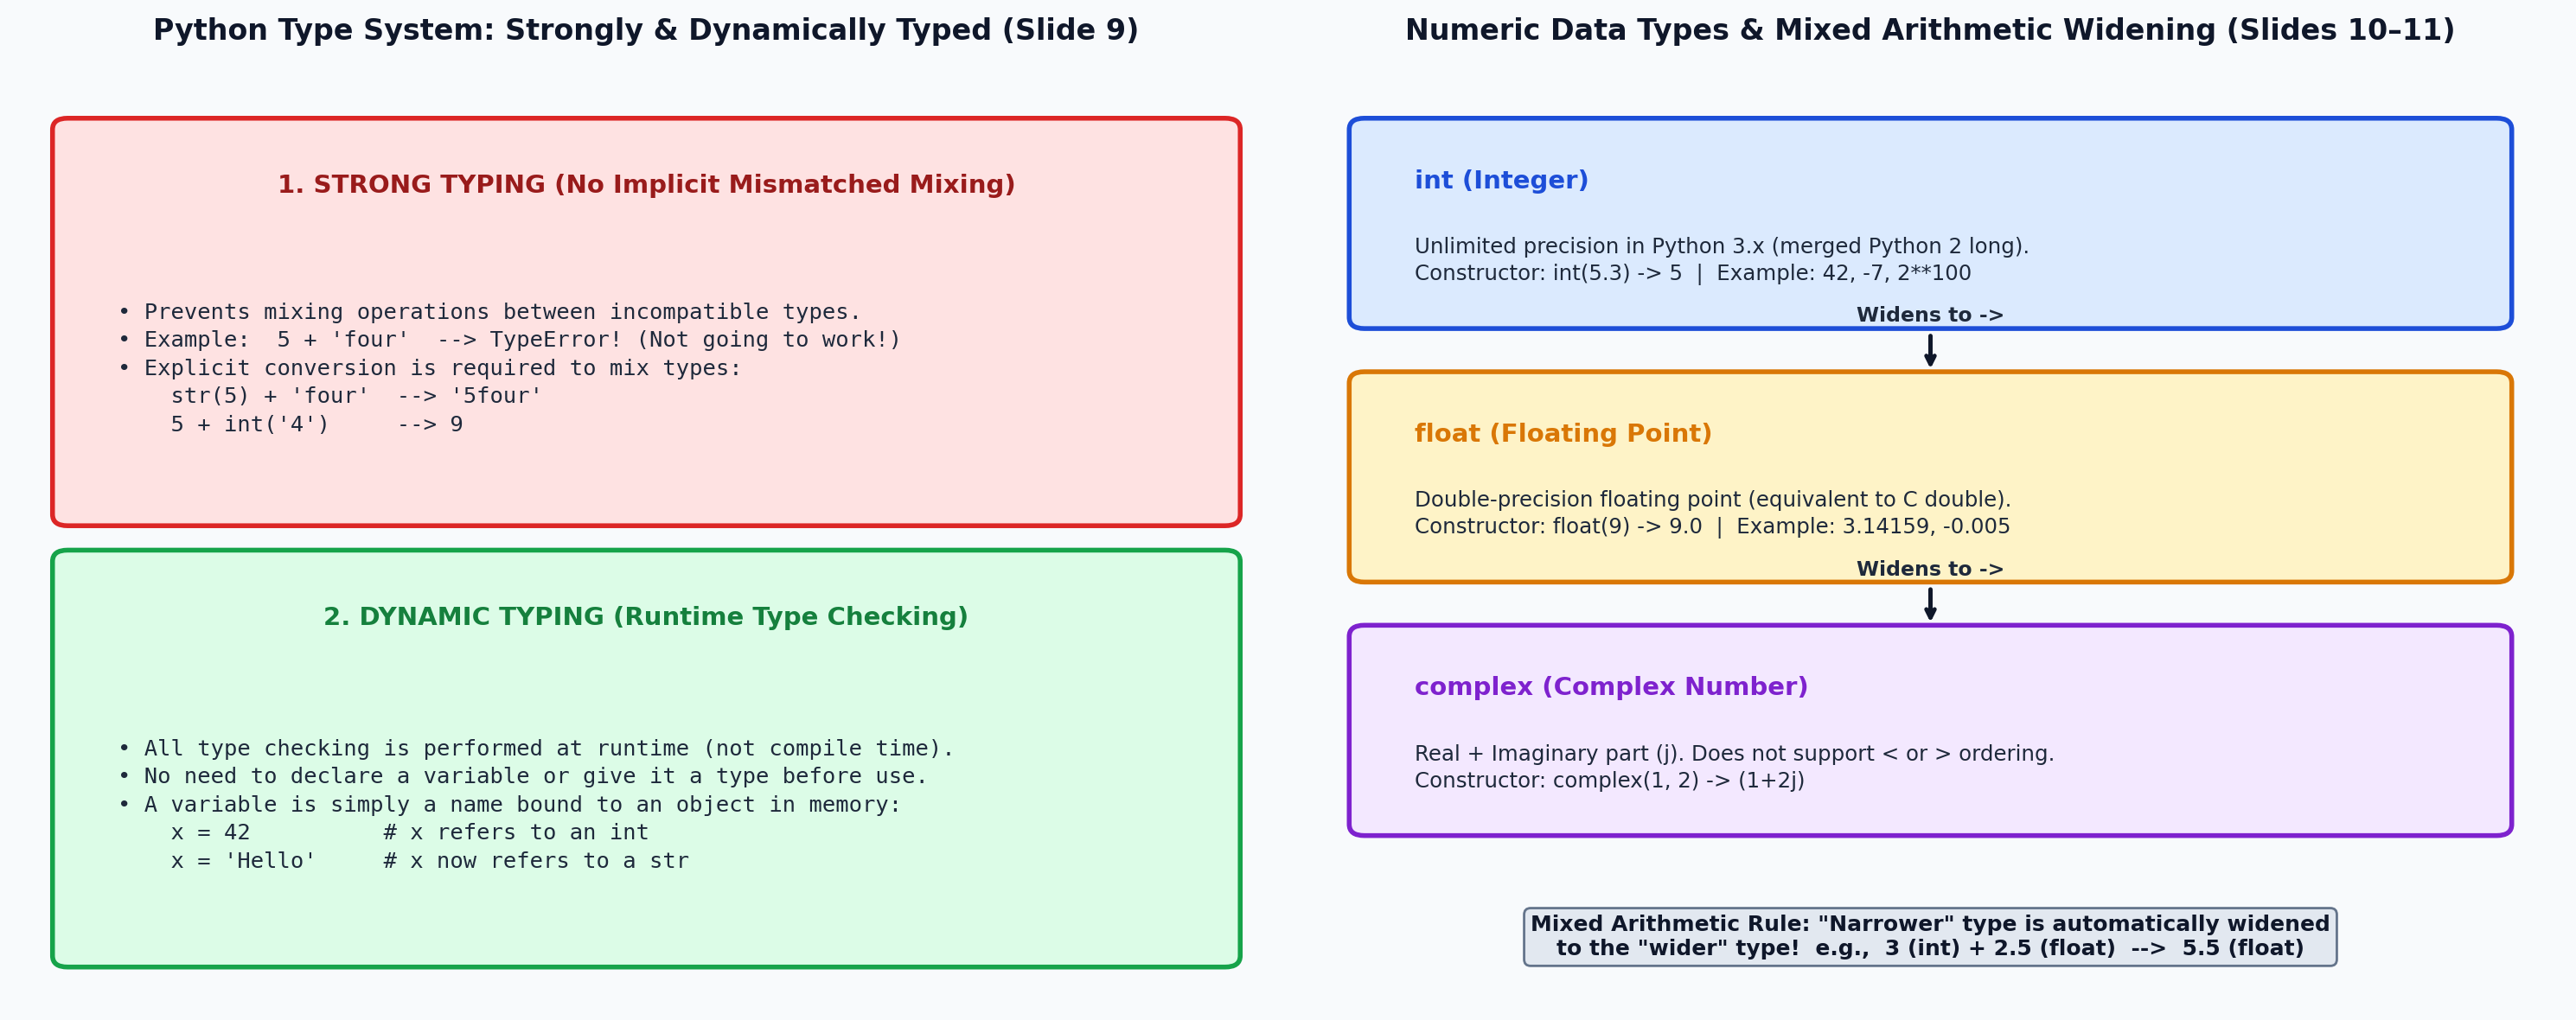 Python Type System: Strongly & Dynamically Typed (Slide 9)
1. STRONG TYPING (No Implicit Mismatched Mixing)
• Prevents mixing operations between incompatible types.
• Example:  5 + 'four'  --> TypeError! (Not going to work!)
• Explicit conversion is required to mix types:
    str(5) + 'four'  --> '5four'
    5 + int('4')     --> 9
2. DYNAMIC TYPING (Runtime Type Checking)
• All type checking is performed at runtime (not compile time).
• No need to declare a variable or give it a type before use.
• A variable is simply a name bound to an object in memory:
    x = 42          # x refers to an int
    x = 'Hello'     # x now refers to a str
Numeric Data Types & Mixed Arithmetic Widening (Slides 10–11)
int (Integer)
Unlimited precision in Python 3.x (merged Python 2 long).
Constructor: int(5.3) -> 5  |  Example: 42, -7, 2**100
Widens to ->
float (Floating Point)
Double-precision floating point (equivalent to C double).
Constructor: float(9) -> 9.0  |  Example: 3.14159, -0.005
Widens to ->
complex (Complex Number)
Real + Imaginary part (j). Does not support < or > ordering.
Constructor: complex(1, 2) -> (1+2j)
Mixed Arithmetic Rule: "Narrower" type is automatically widened
to the "wider" type!  e.g.,  3 (int) + 2.5 (float)  -->  5.5 (float)